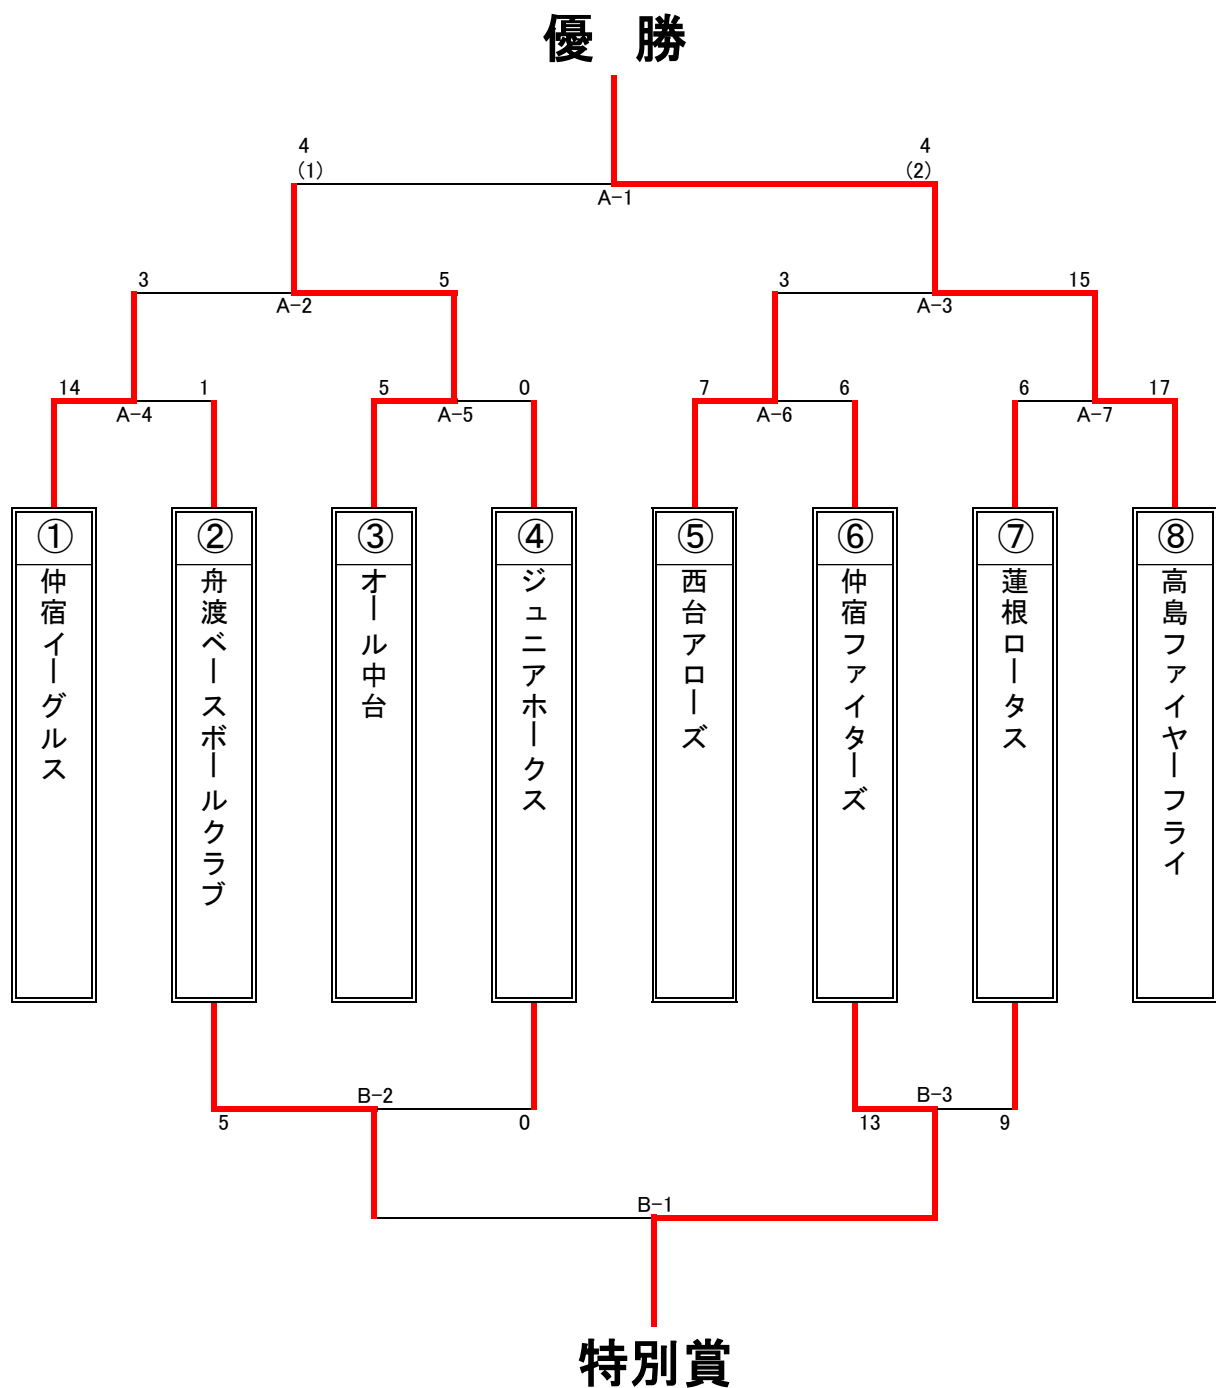 優　勝
4 4
(1) (2)
A-1
3 5 3 15
A-2 A-3
14 1 5 0 7 6 6 17
A-4 A-5 A-6 A-7
① ② ③ ④ ⑤ ⑥ ⑦ ⑧
仲宿イーグルス
舟渡ベースボールクラブ
オール中台
ジュニアホークス
西台アローズ
仲宿ファイターズ
蓮根ロータス
高島ファイヤーフライ
B-2 B-3
5 0 13 9
B-1
特別賞